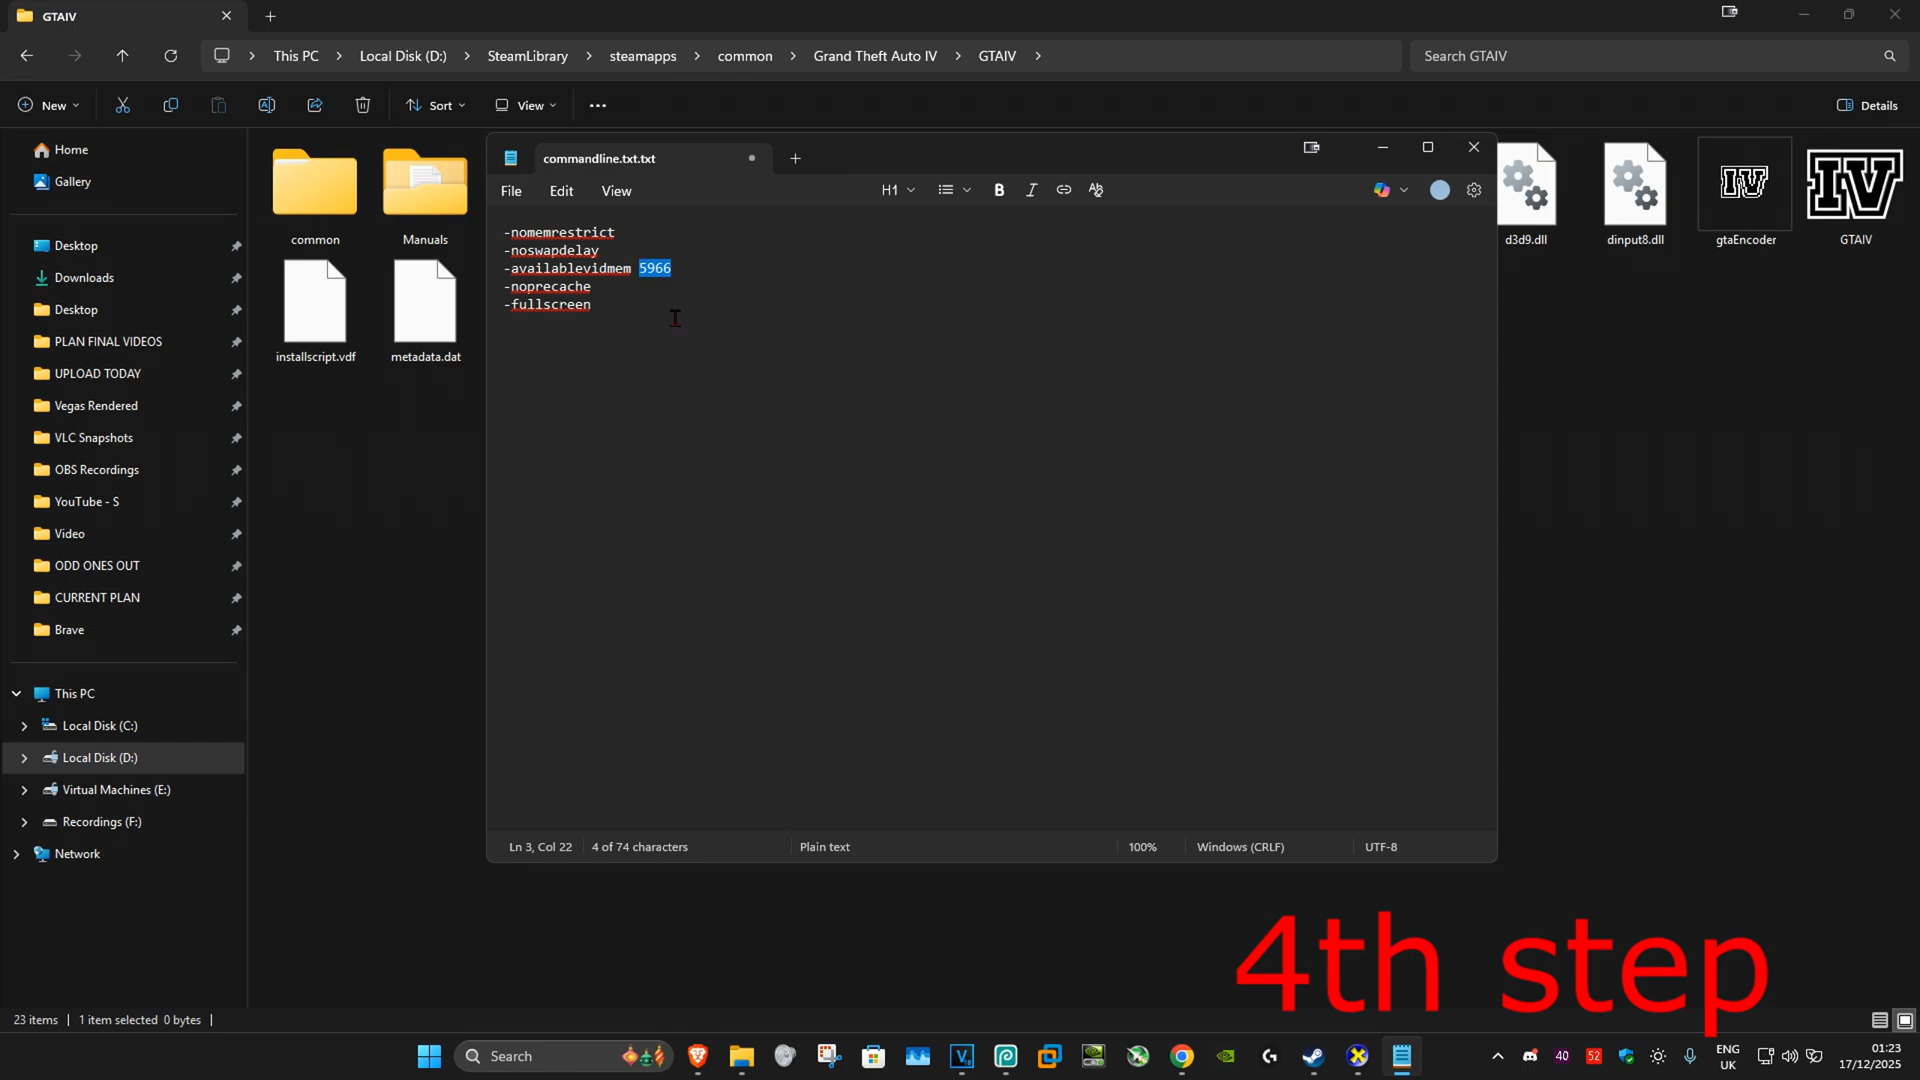 GTAIV
This PC
Local Disk (D:)
SteamLibrary
steamapps
common
Grand Theft Auto IV
GTAIV
Search GTAIV
New
Sort
View
Details
Home
Gallery
Desktop
Downloads
Desktop
PLAN FINAL VIDEOS
UPLOAD TODAY
Vegas Rendered
VLC Snapshots
OBS Recordings
YouTube - S
Video
ODD ONES OUT
CURRENT PLAN
Brave
This PC
Local Disk (C:)
Local Disk (D:)
Virtual Machines (E:)
Recordings (F:)
Network
common
Manuals
installscript.vdf
metadata.dat
commandline.txt.txt
File
Edit
View
H1
-nomemrestrict
-noswapdelay
-availablevidmem 5966
-noprecache
-fullscreen
Ln 3, Col 22
4 of 74 characters
Plain text
100%
Windows (CRLF)
UTF-8
d3d9.dll
dinput8.dll
IV
gtaEncoder
IV
GTAIV
4th step
23 items
1 item selected 0 bytes
Search
40
52
ENG
UK
01:23
17/12/2025